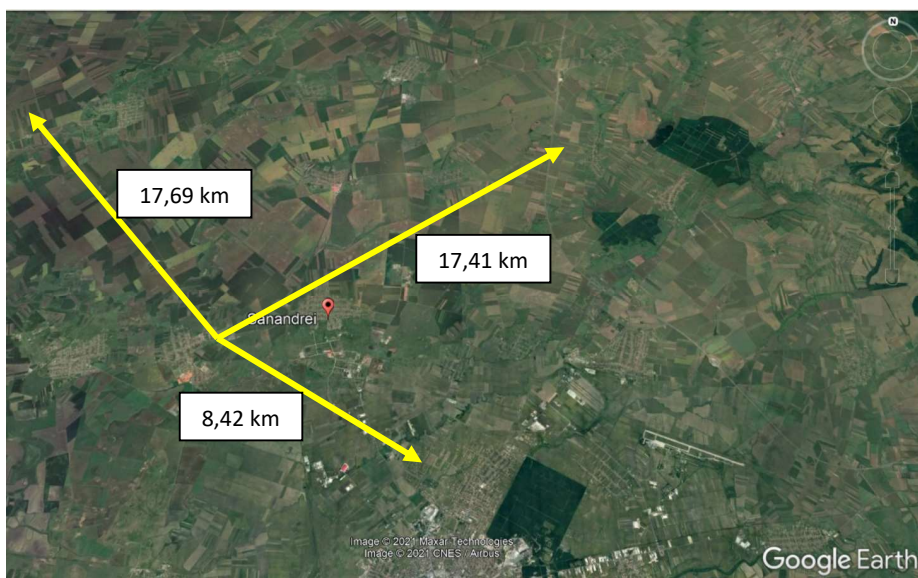 N
17,69 km
17,41 km
Sanandrei
8,42 km
Image © 2021 Maxar Technologies
Image © 2021 CNES / Airbus
Google Earth